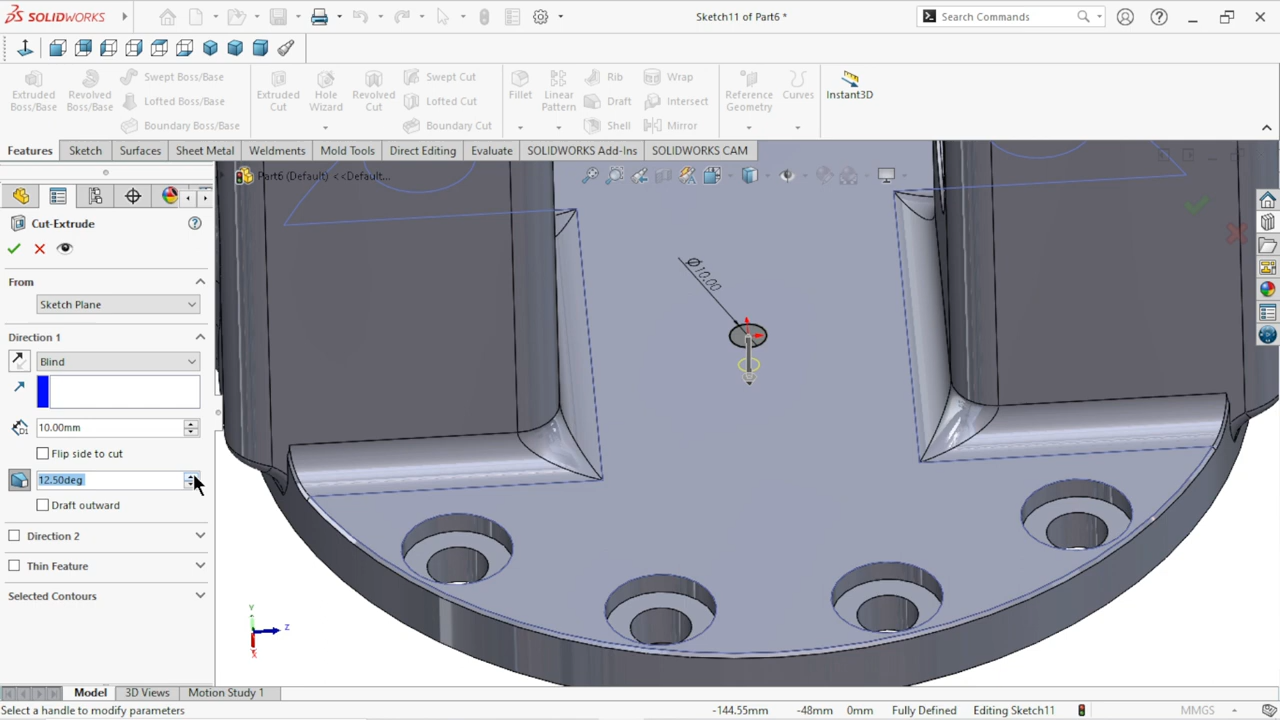 SOLIDWORKS
Sketch11 of Part6 *
Search Commands
Extruded Boss/Base
Revolved Boss/Base
Swept Boss/Base
Lofted Boss/Base
Boundary Boss/Base
Extruded Cut
Hole Wizard
Revolved Cut
Swept Cut
Lofted Cut
Boundary Cut
Fillet
Linear Pattern
Rib
Draft
Shell
Wrap
Intersect
Mirror
Reference Geometry
Curves
Instant3D
Features
Sketch
Surfaces
Sheet Metal
Weldments
Mold Tools
Direct Editing
Evaluate
SOLIDWORKS Add-Ins
SOLIDWORKS CAM
Part6 (Default) <<Default...
Cut-Extrude
From
Sketch Plane
Direction 1
Blind
10.00mm
Flip side to cut
12.50deg
Draft outward
Direction 2
Thin Feature
Selected Contours
Ø10.00
Y
Z
X
Model
3D Views
Motion Study 1
Select a handle to modify parameters
-144.55mm
-48mm
0mm
Fully Defined
Editing Sketch11
MMGS